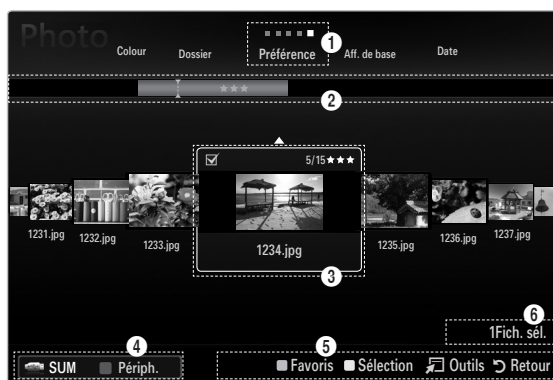 Photo
Colour Dossier Préférence Aff. de base Date
1
2
★★★
5/15★★★
1231.jpg 1232.jpg 1233.jpg 1234.jpg 1235.jpg 1236.jpg 1237.jpg
3
6
1Fich. sél.
4 5
SUM Périph. Favoris Sélection Outils Retour